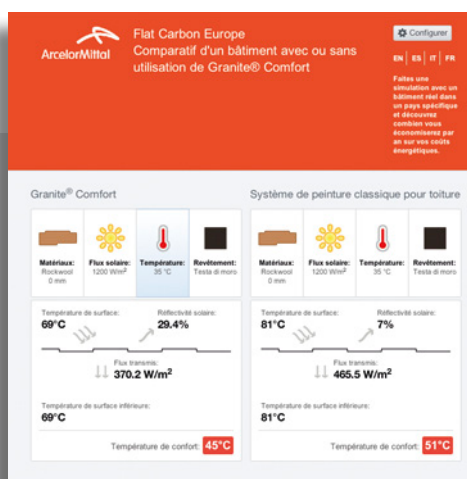 ArcelorMittal
Flat Carbon Europe
Comparatif d'un bâtiment avec ou sans
utilisation de Granite® Comfort
Configurer
EN | ES | IT | FR
Faites une
simulation avec un
bâtiment réel dans
un pays spécifique
et découvrez
combien vous
économiserez par
an sur vos coûts
énergétiques.
Granite® Comfort
Matériaux:
Rockwool
0 mm
Flux solaire:
1200 W/m²
Température:
35 °C
Revêtement:
Testa di moro
Température de surface:
69°C
Réflectivité solaire:
29.4%
Flux transmis:
370.2 W/m²
Température de surface inférieure:
69°C
Température de confort: 45°C
Système de peinture classique pour toiture
Matériaux:
Rockwool
0 mm
Flux solaire:
1200 W/m²
Température:
35 °C
Revêtement:
Testa di moro
Température de surface:
81°C
Réflectivité solaire:
7%
Flux transmis:
465.5 W/m²
Température de surface inférieure:
81°C
Température de confort: 51°C